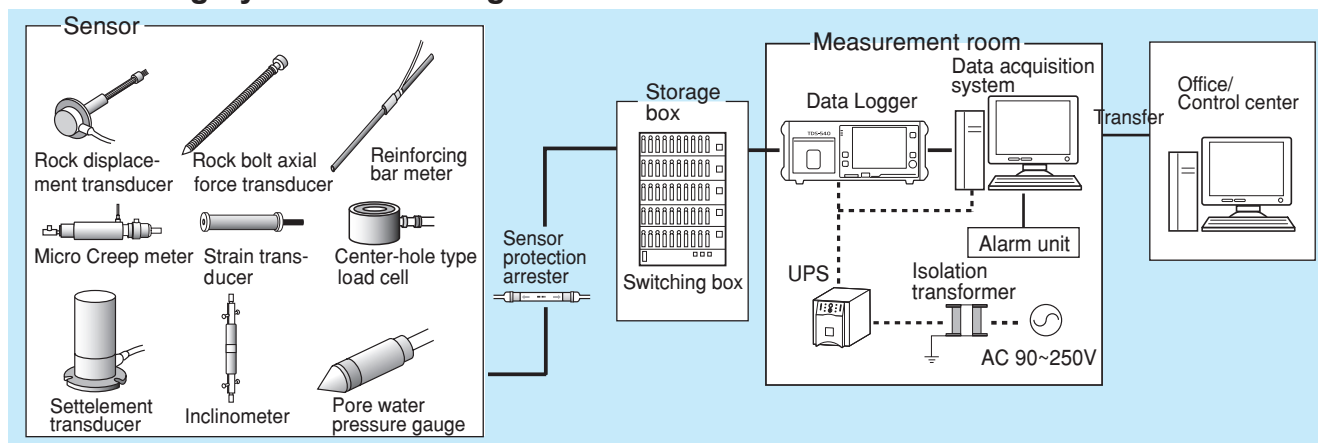 Sensor
Rock displace-
ment transducer
Rock bolt axial
force transducer
Reinforcing
bar meter
Micro Creep meter
Strain trans-
ducer
Center-hole type
load cell
Settelement
transducer
Inclinometer
Pore water
pressure gauge
Sensor
protection
arrester
Storage
box
Switching box
Measurement room
Data Logger
TDS-540
Data acquisition
system
Alarm unit
UPS
Isolation
transformer
AC 90~250V
Transfer
Office/
Control center